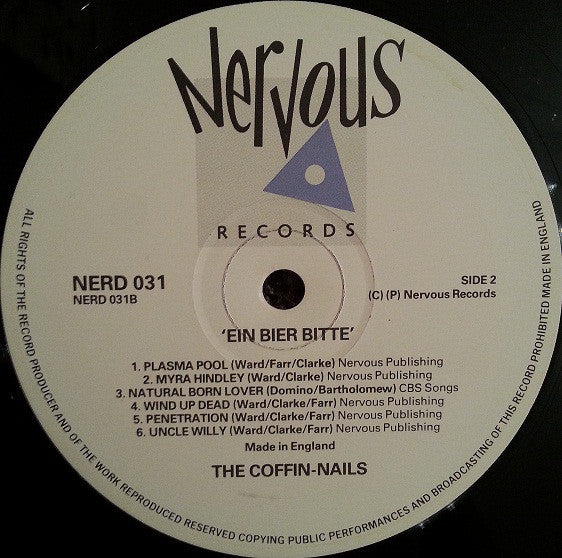 Nervous
RECORDS
NERD 031
NERD 031B
SIDE 2
(C) (P) Nervous Records
'EIN BIER BITTE'
1. PLASMA POOL (Ward/Farr/Clarke) Nervous Publishing
2. MYRA HINDLEY (Ward/Clarke) Nervous Publishing
3. NATURAL BORN LOVER (Domino/Bartholomew) CBS Songs
4. WIND UP DEAD (Ward/Clarke/Farr) Nervous Publishing
5. PENETRATION (Ward/Clarke/Farr) Nervous Publishing
6. UNCLE WILLY (Ward/Clarke/Farr) Nervous Publishing
Made in England
THE COFFIN-NAILS
ALL RIGHTS OF THE RECORD PRODUCER AND OF THE WORK REPRODUCED RESERVED COPYING PUBLIC PERFORMANCES AND BROADCASTING OF THIS RECORD PROHIBITED MADE IN ENGLAND